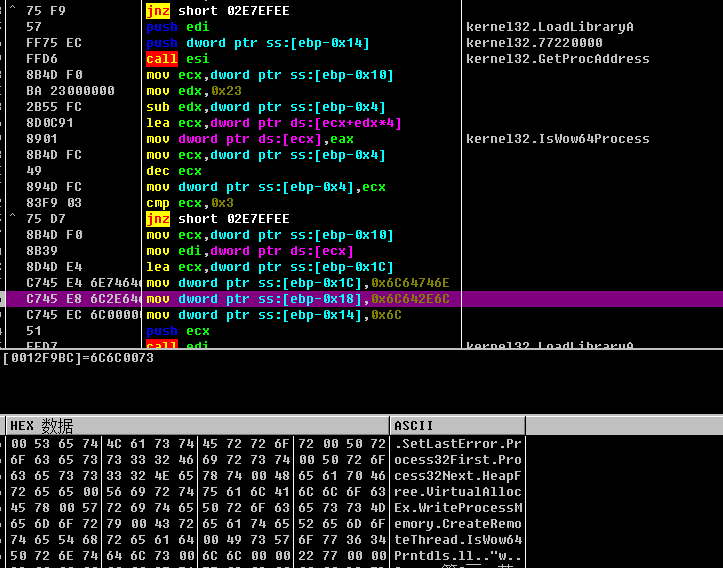 ^ 75 F9 jnz short 02E7EFEE
57 push edi kernel32.LoadLibraryA
FF75 EC push dword ptr ss:[ebp-0x14] kernel32.77220000
FFD6 call esi kernel32.GetProcAddress
8B4D F0 mov ecx,dword ptr ss:[ebp-0x10]
BA 23000000 mov edx,0x23
2B55 FC sub edx,dword ptr ss:[ebp-0x4]
8D0C91 lea ecx,dword ptr ds:[ecx+edx*4]
8901 mov dword ptr ds:[ecx],eax kernel32.IsWow64Process
8B4D FC mov ecx,dword ptr ss:[ebp-0x4]
49 dec ecx
894D FC mov dword ptr ss:[ebp-0x4],ecx
83F9 03 cmp ecx,0x3
^ 75 D7 jnz short 02E7EFEE
8B4D F0 mov ecx,dword ptr ss:[ebp-0x10]
8B39 mov edi,dword ptr ds:[ecx]
8D4D E4 lea ecx,dword ptr ss:[ebp-0x1C]
C745 E4 6E7464 mov dword ptr ss:[ebp-0x1C],0x6C64746E
C745 E8 6C2E64 mov dword ptr ss:[ebp-0x18],0x6C642E6C
C745 EC 6C0000 mov dword ptr ss:[ebp-0x14],0x6C
51 push ecx
FFD7 call edi kernel32.LoadLibraryA
[0012F9BC]=6C6C0073
HEX 数据 ASCII
00 53 65 74 4C 61 73 74 45 72 72 6F 72 00 50 72 .SetLastError.Pr
6F 63 65 73 73 33 32 46 69 72 73 74 00 50 72 6F ocess32First.Pro
63 65 73 73 33 32 4E 65 78 74 00 48 65 61 70 46 cess32Next.HeapF
72 65 65 00 56 69 72 74 75 61 6C 41 6C 6C 6F 63 ree.VirtualAlloc
45 78 00 57 72 69 74 65 50 72 6F 63 65 73 73 4D Ex.WriteProcessM
65 6D 6F 72 79 00 43 72 65 61 74 65 52 65 6D 6F emory.CreateRemo
74 65 54 68 72 65 61 64 00 49 73 57 6F 77 36 34 teThread.IsWow64
50 72 6E 74 64 6C 73 00 6C 6C 00 00 22 77 00 00 Prntdls.ll.."w..